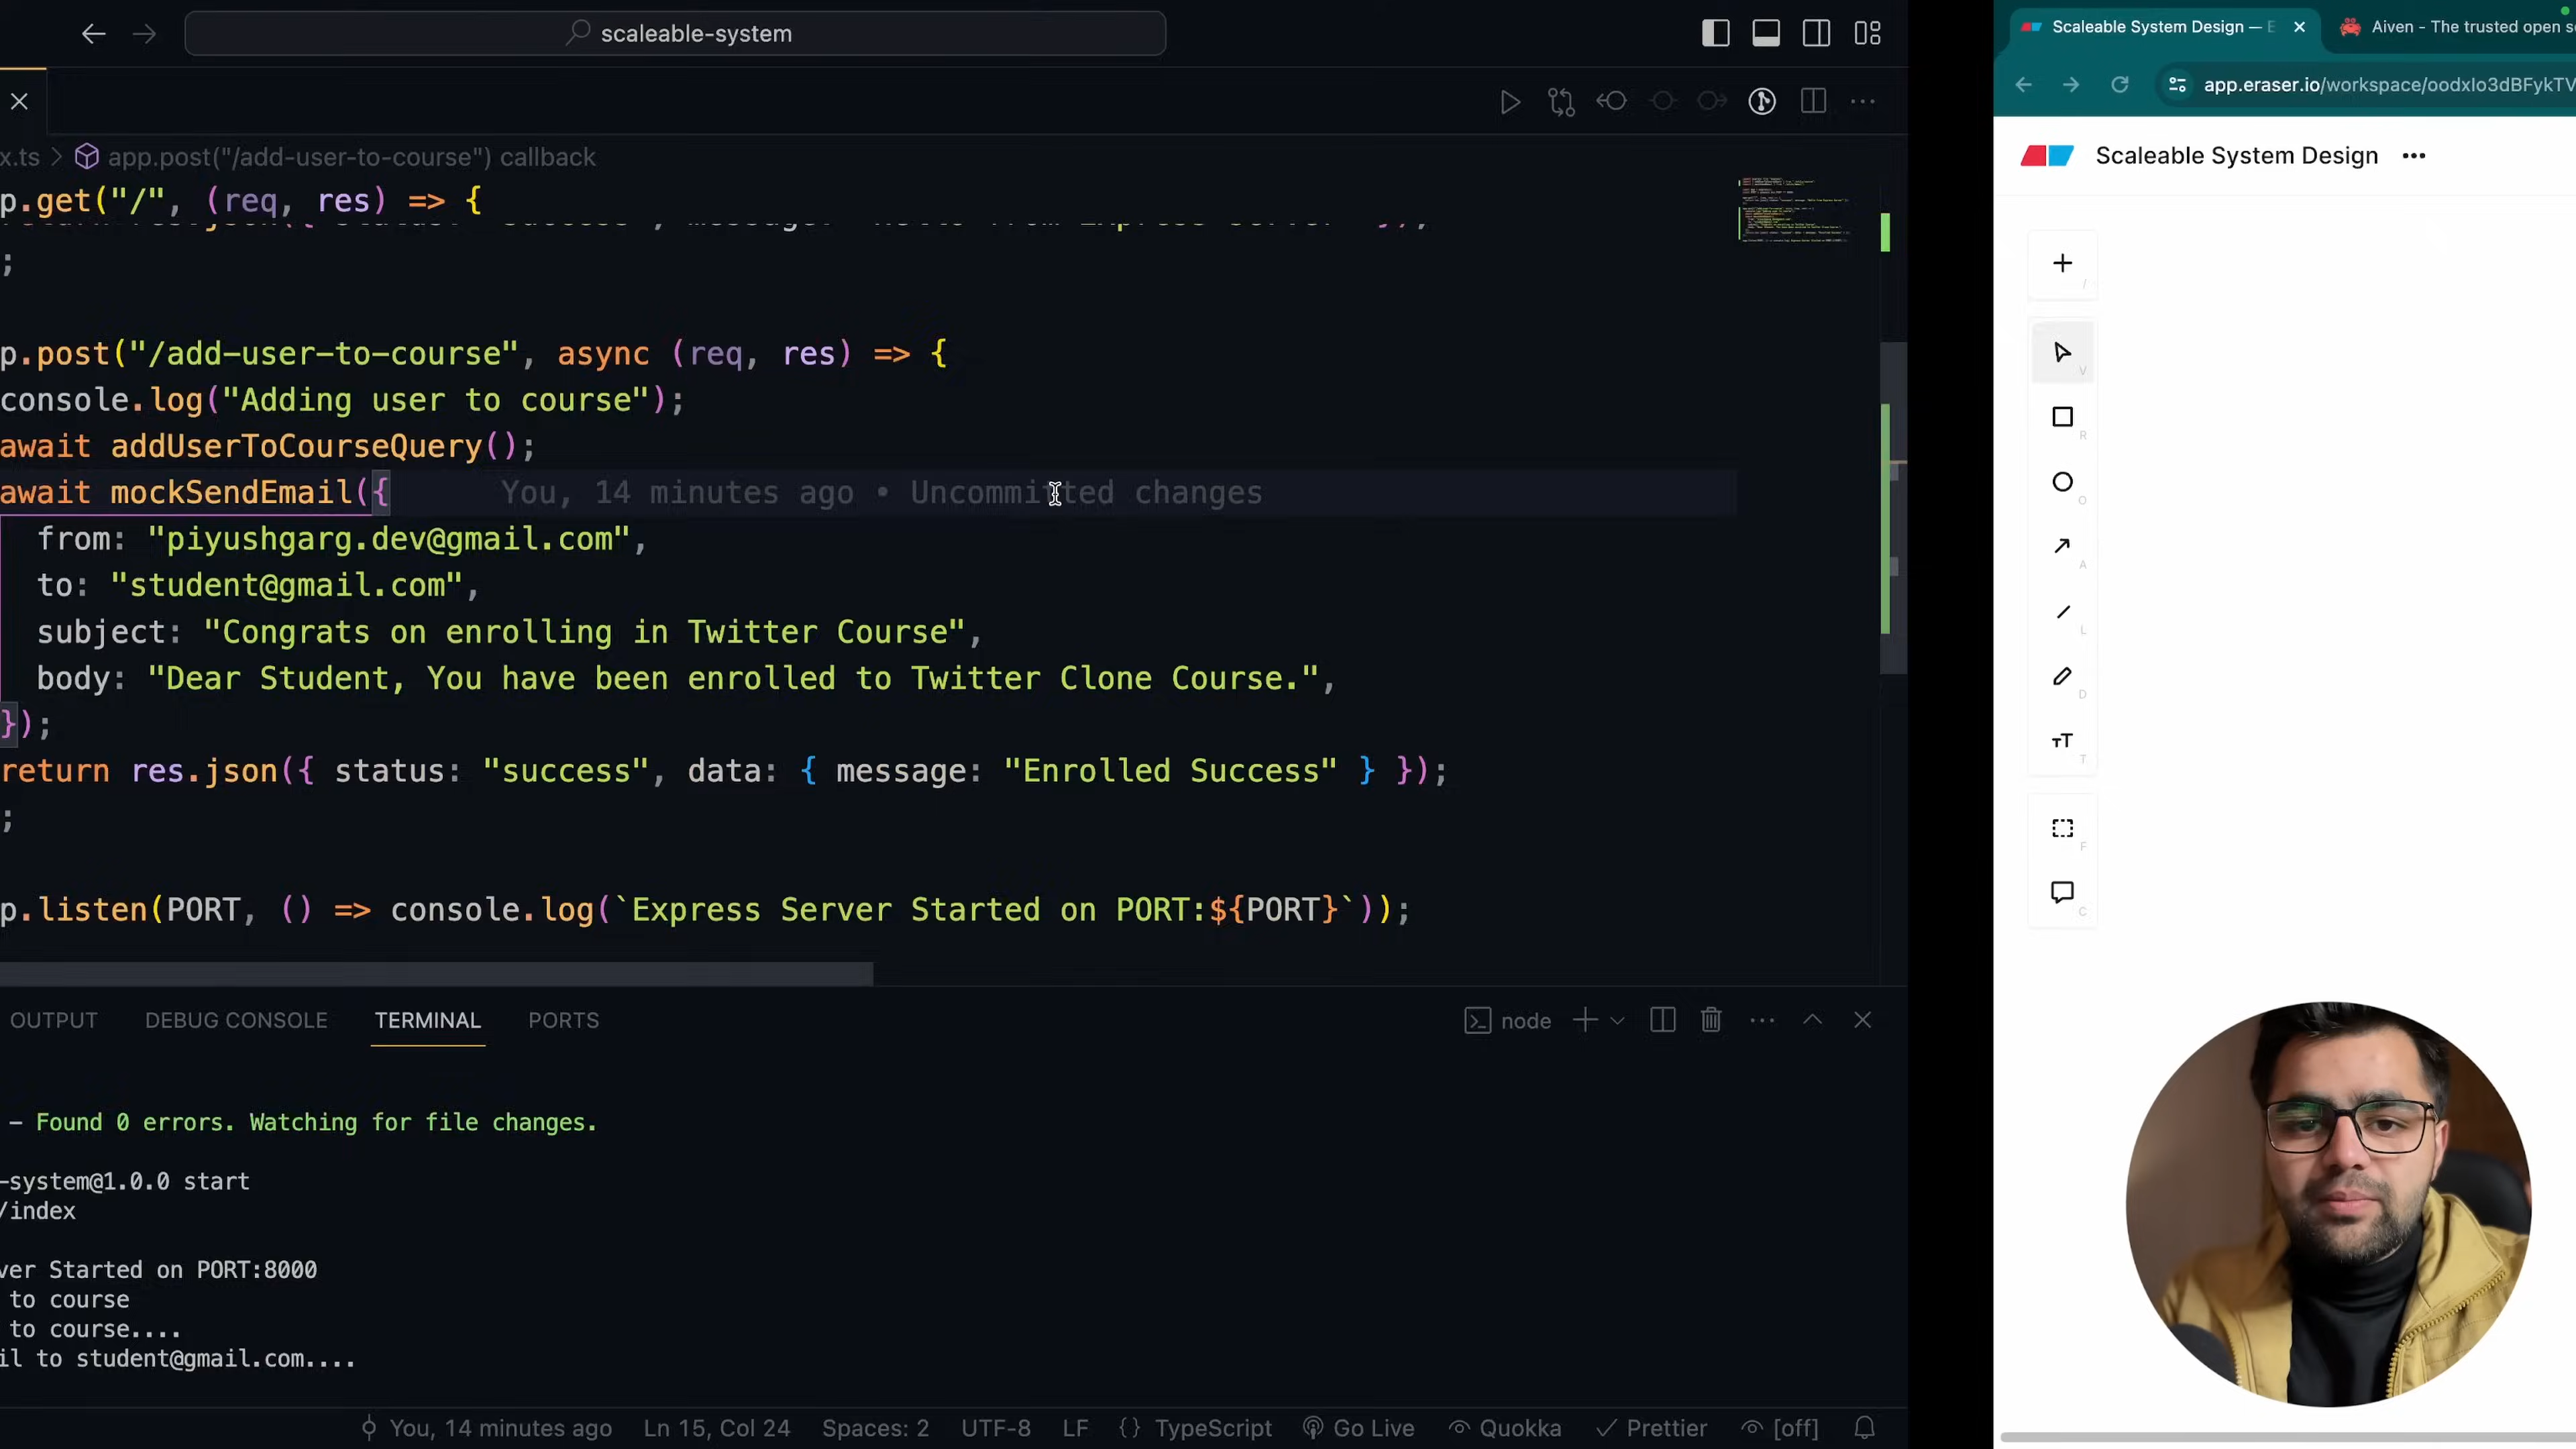 scaleable-system
x.ts > app.post("/add-user-to-course") callback
p.get("/", (req, res) => {
;
p.post("/add-user-to-course", async (req, res) => {
console.log("Adding user to course");
await addUserToCourseQuery();
await mockSendEmail({ You, 14 minutes ago • Uncommitted changes
from: "piyushgarg.dev@gmail.com",
to: "student@gmail.com",
subject: "Congrats on enrolling in Twitter Course",
body: "Dear Student, You have been enrolled to Twitter Clone Course.",
});
return res.json({ status: "success", data: { message: "Enrolled Success" } });
;
p.listen(PORT, () => console.log(`Express Server Started on PORT:${PORT}`));
OUTPUT DEBUG CONSOLE TERMINAL PORTS node
– Found 0 errors. Watching for file changes.
-system@1.0.0 start
/index
ver Started on PORT:8000
to course
to course....
il to student@gmail.com....
You, 14 minutes ago Ln 15, Col 24 Spaces: 2 UTF-8 LF {} TypeScript Go Live Quokka Prettier [off]
Scaleable System Design — E Aiven - The trusted open s
app.eraser.io/workspace/oodxIo3dBFykTV
Scaleable System Design
/
V
R
O
A
L
D
T
F
C